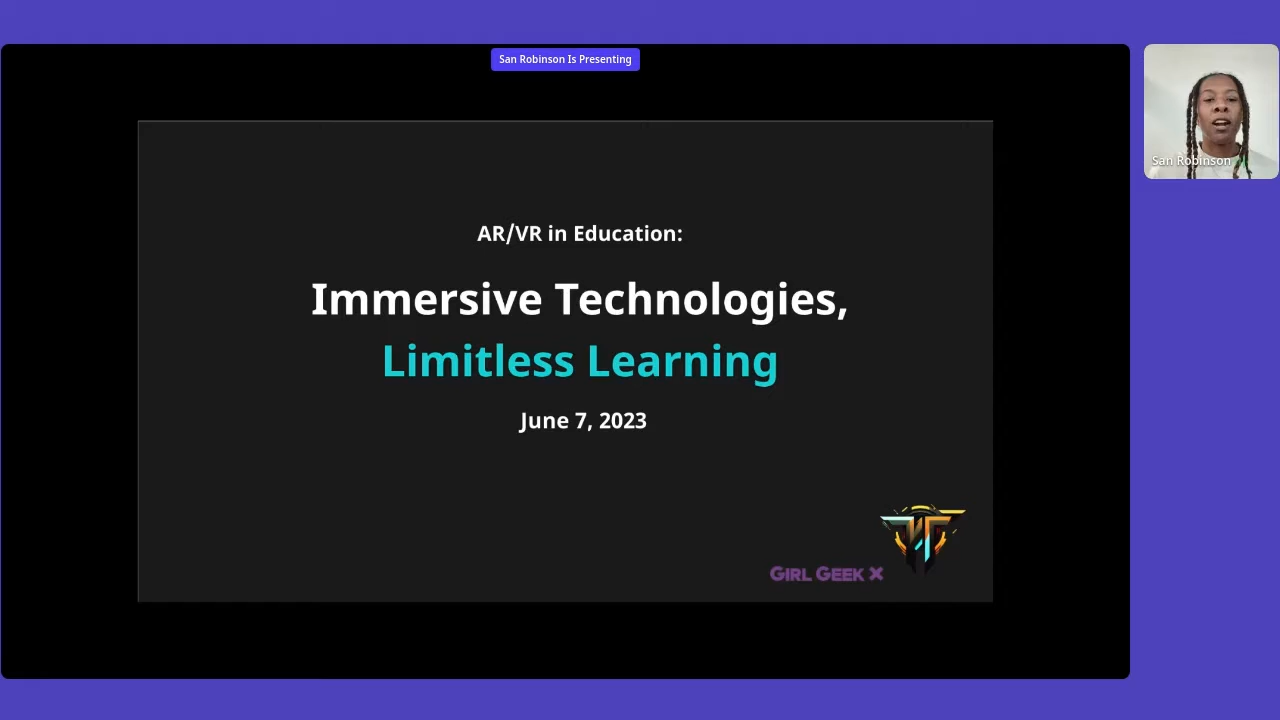 San Robinson Is Presenting
AR/VR in Education:
Immersive Technologies,
Limitless Learning
June 7, 2023
GIRL GEEK X
San Robinson